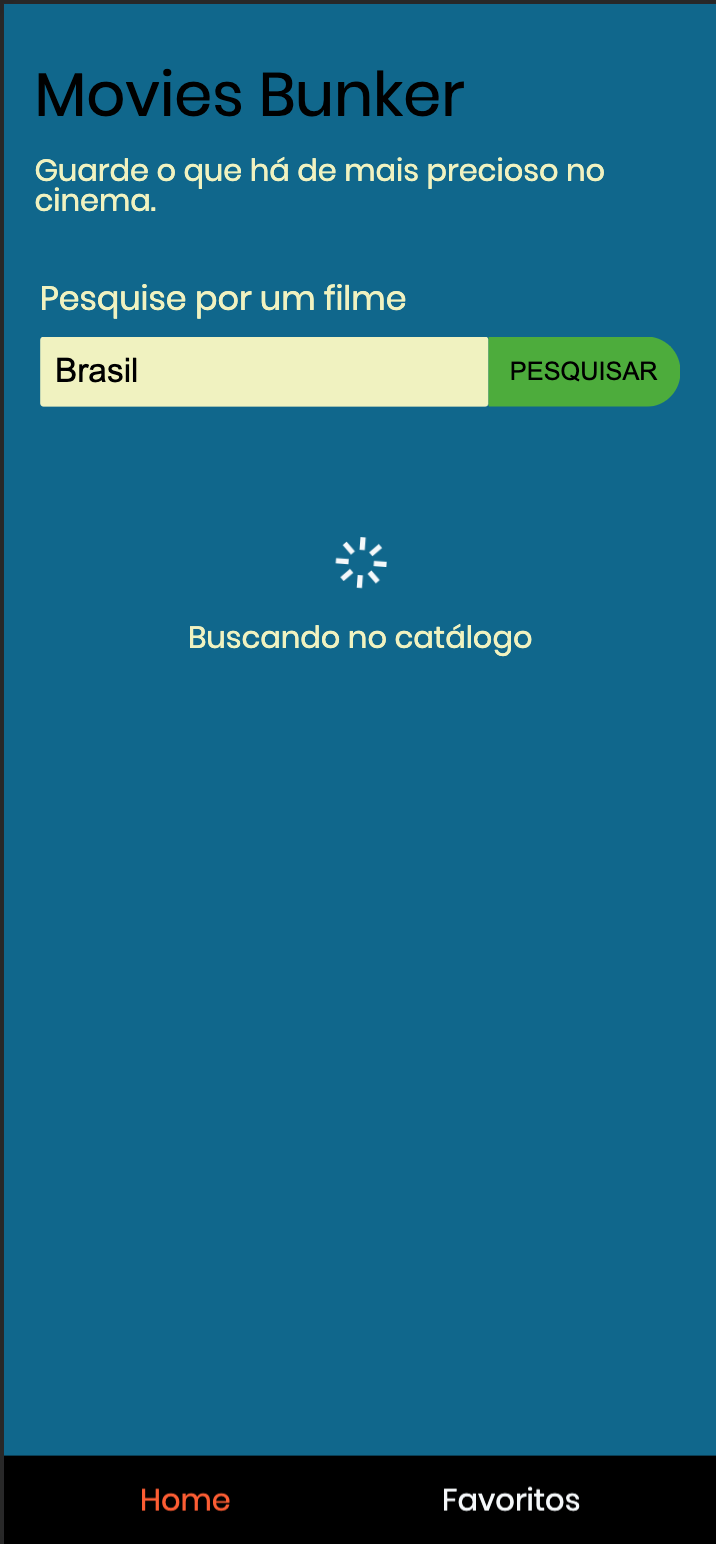 Movies Bunker
Guarde o que há de mais precioso no
cinema.
Pesquise por um filme
Brasil
PESQUISAR
Buscando no catálogo
Home
Favoritos